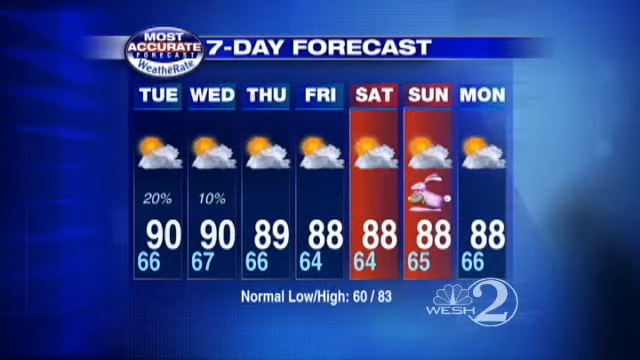 MOST
ACCURATE
FORECAST
WeatheRate
7-DAY FORECAST
TUE WED THU FRI SAT SUN MON
20% 10%
90 90 89 88 88 88 88
66 67 66 64 64 65 66
Normal Low/High: 60 / 83
WESH 2